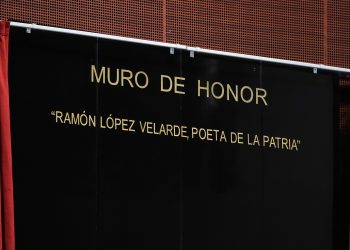 MURO DE HONOR
“RAMÓN LÓPEZ VELARDE, POETA DE LA PATRIA”